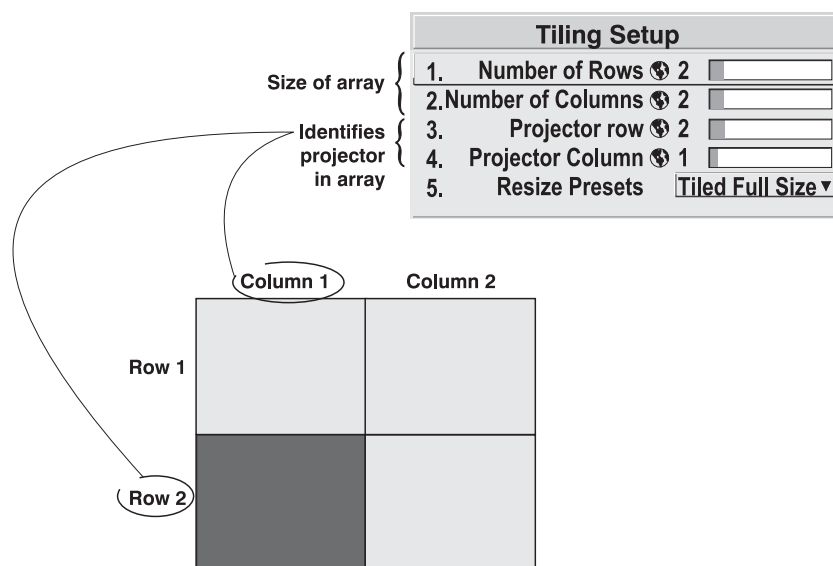 Tiling Setup
Size of array
1. Number of Rows 2
2. Number of Columns 2
Identifies
projector
in array
3. Projector row 2
4. Projector Column 1
5. Resize Presets Tiled Full Size
Column 1 Column 2
Row 1
Row 2